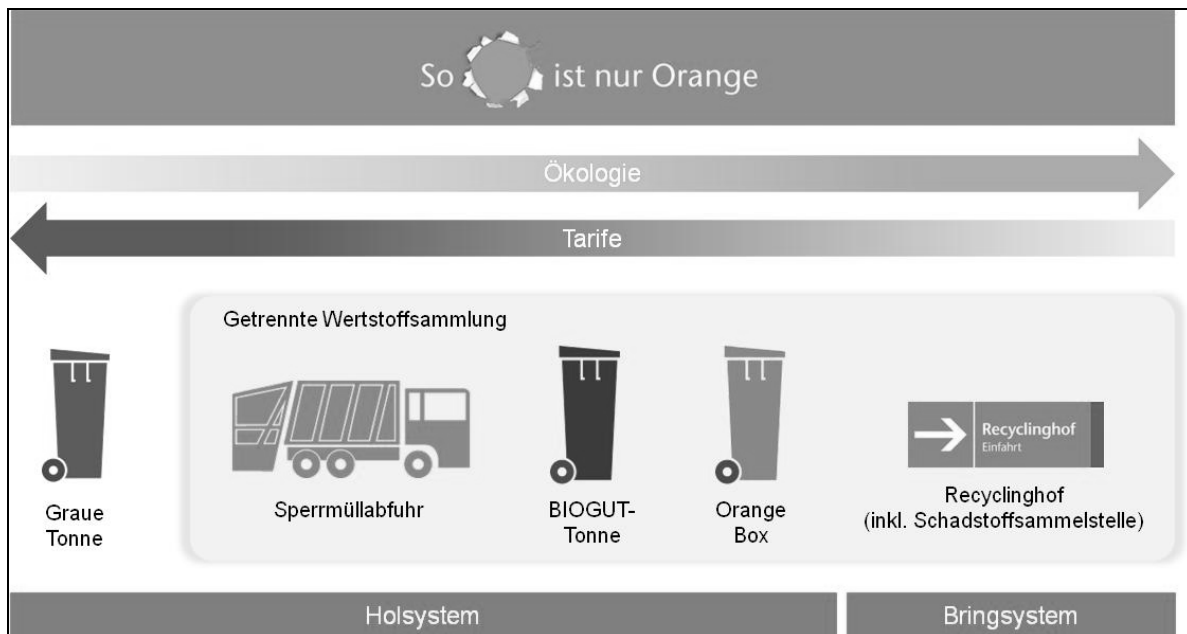 So ist nur Orange
Ökologie
Tarife
Getrennte Wertstoffsammlung
Graue
Tonne
Sperrmüllabfuhr
BIOGUT-
Tonne
Orange
Box
Recyclinghof
Einfahrt
Recyclinghof
(inkl. Schadstoffsammelstelle)
Holsystem
Bringsystem